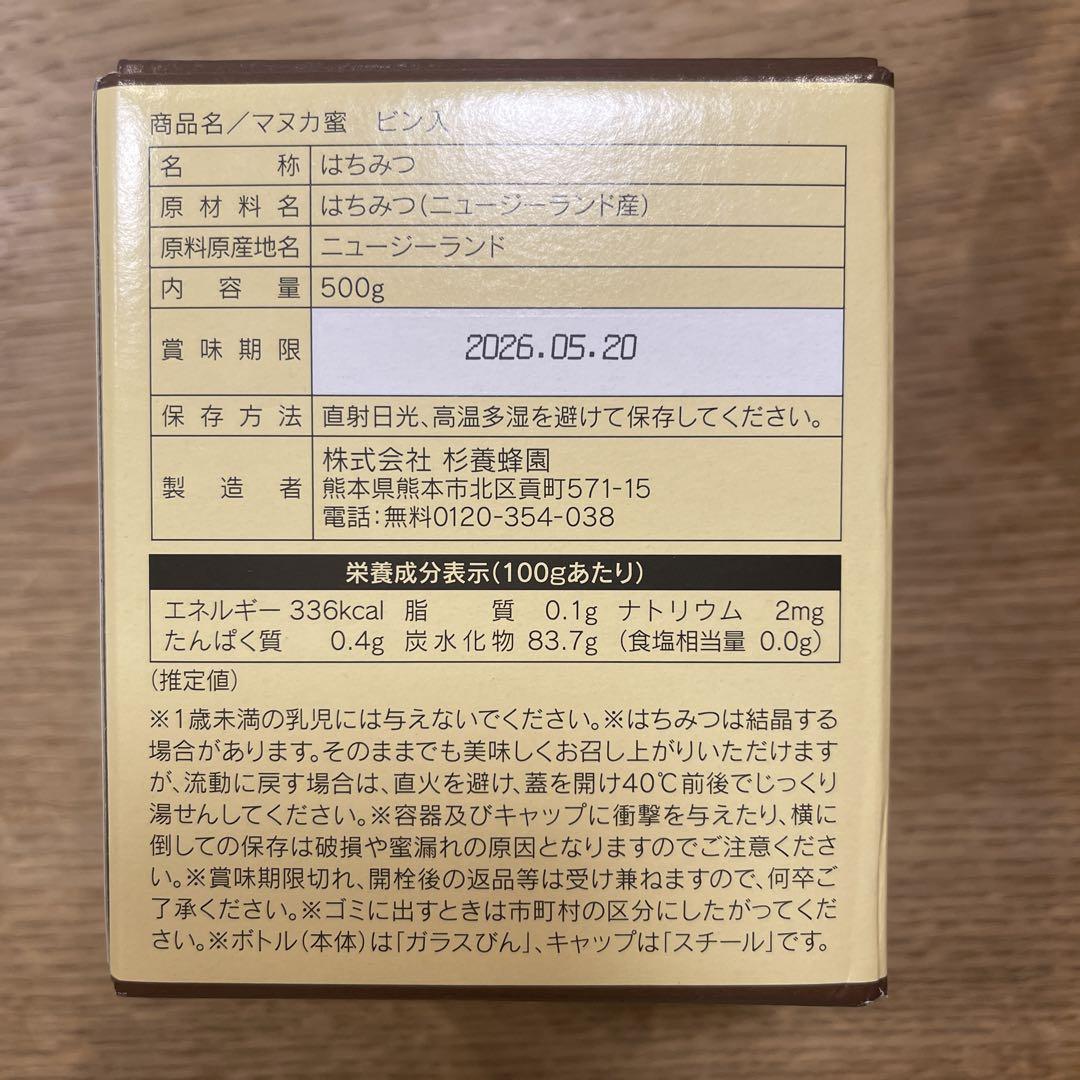 商品名／マヌカ蜜　ビン入
名称 はちみつ
原材料名 はちみつ(ニュージーランド産)
原料原産地名 ニュージーランド
内容量 500g
賞味期限 2026.05.20
保存方法 直射日光、高温多湿を避けて保存してください。
製造者 株式会社 杉養蜂園
熊本県熊本市北区貢町571-15
電話：無料0120-354-038
栄養成分表示(100gあたり)
エネルギー 336kcal 脂質 0.1g ナトリウム 2mg
たんぱく質 0.4g 炭水化物 83.7g (食塩相当量 0.0g)
(推定値)
※1歳未満の乳児には与えないでください。※はちみつは結晶する
場合があります。そのままでも美味しくお召し上がりいただけます
が、流動に戻す場合は、直火を避け、蓋を開け40℃前後でじっくり
湯せんしてください。※容器及びキャップに衝撃を与えたり、横に
倒しての保存は破損や蜜漏れの原因となりますのでご注意くださ
い。※賞味期限切れ、開栓後の返品等は受け兼ねますので、何卒ご
了承ください。※ゴミに出すときは市町村の区分にしたがってくだ
さい。※ボトル(本体)は「ガラスびん」、キャップは「スチール」です。